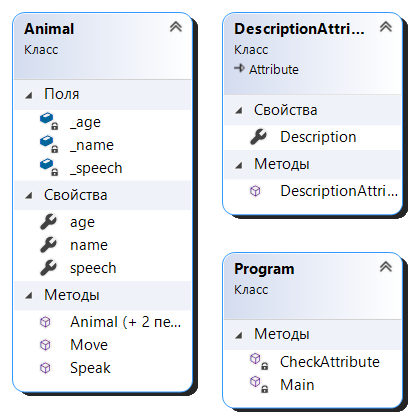 Animal
Класс
Поля
_age
_name
_speech
Свойства
age
name
speech
Методы
Animal (+ 2 пе...
Move
Speak
DescriptionAttri...
Класс
Attribute
Свойства
Description
Методы
DescriptionAttri...
Program
Класс
Методы
CheckAttribute
Main